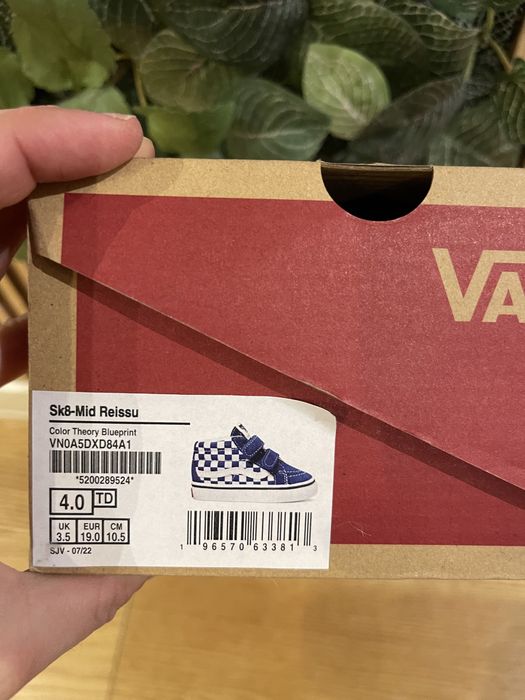 VA
Sk8-Mid Reissu
Color Theory Blueprint
VN0A5DXD84A1
*5200289524*
4.0 TD
UK EUR CM
3.5 19.0 10.5
SJV - 07/22
1 96570 63381 3